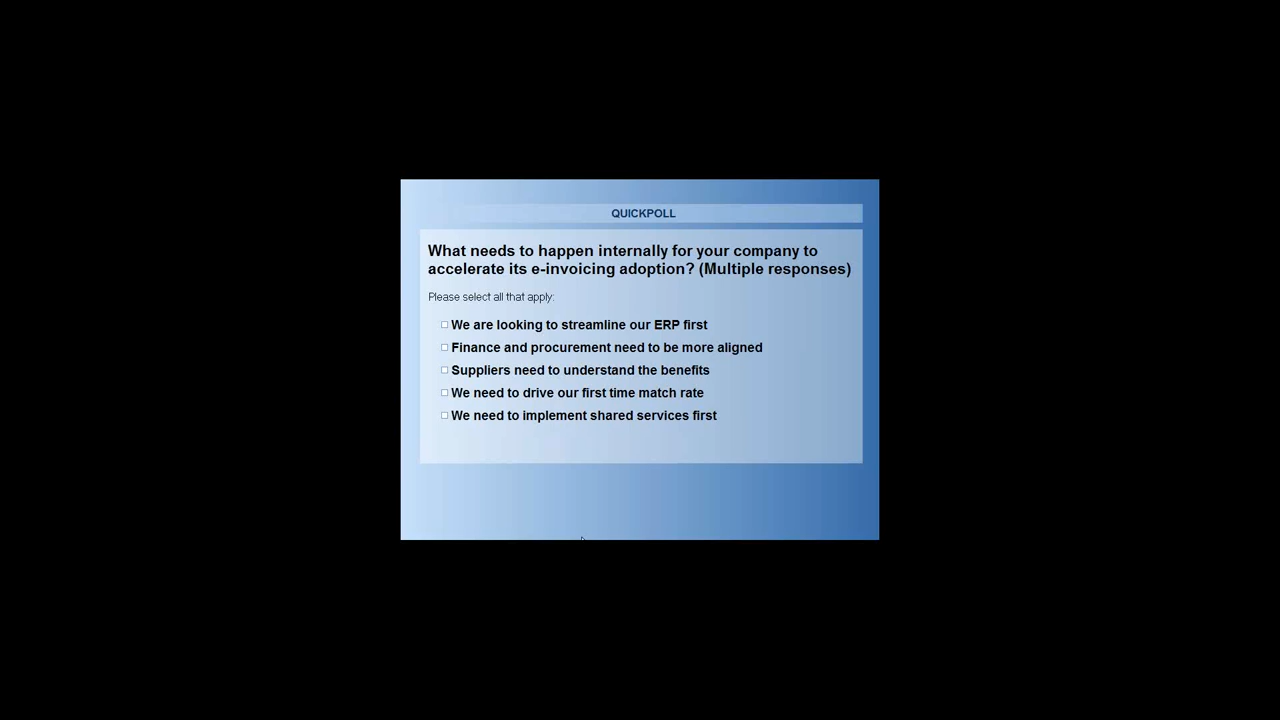 QUICKPOLL
What needs to happen internally for your company to
accelerate its e-invoicing adoption? (Multiple responses)
Please select all that apply:
We are looking to streamline our ERP first
Finance and procurement need to be more aligned
Suppliers need to understand the benefits
We need to drive our first time match rate
We need to implement shared services first